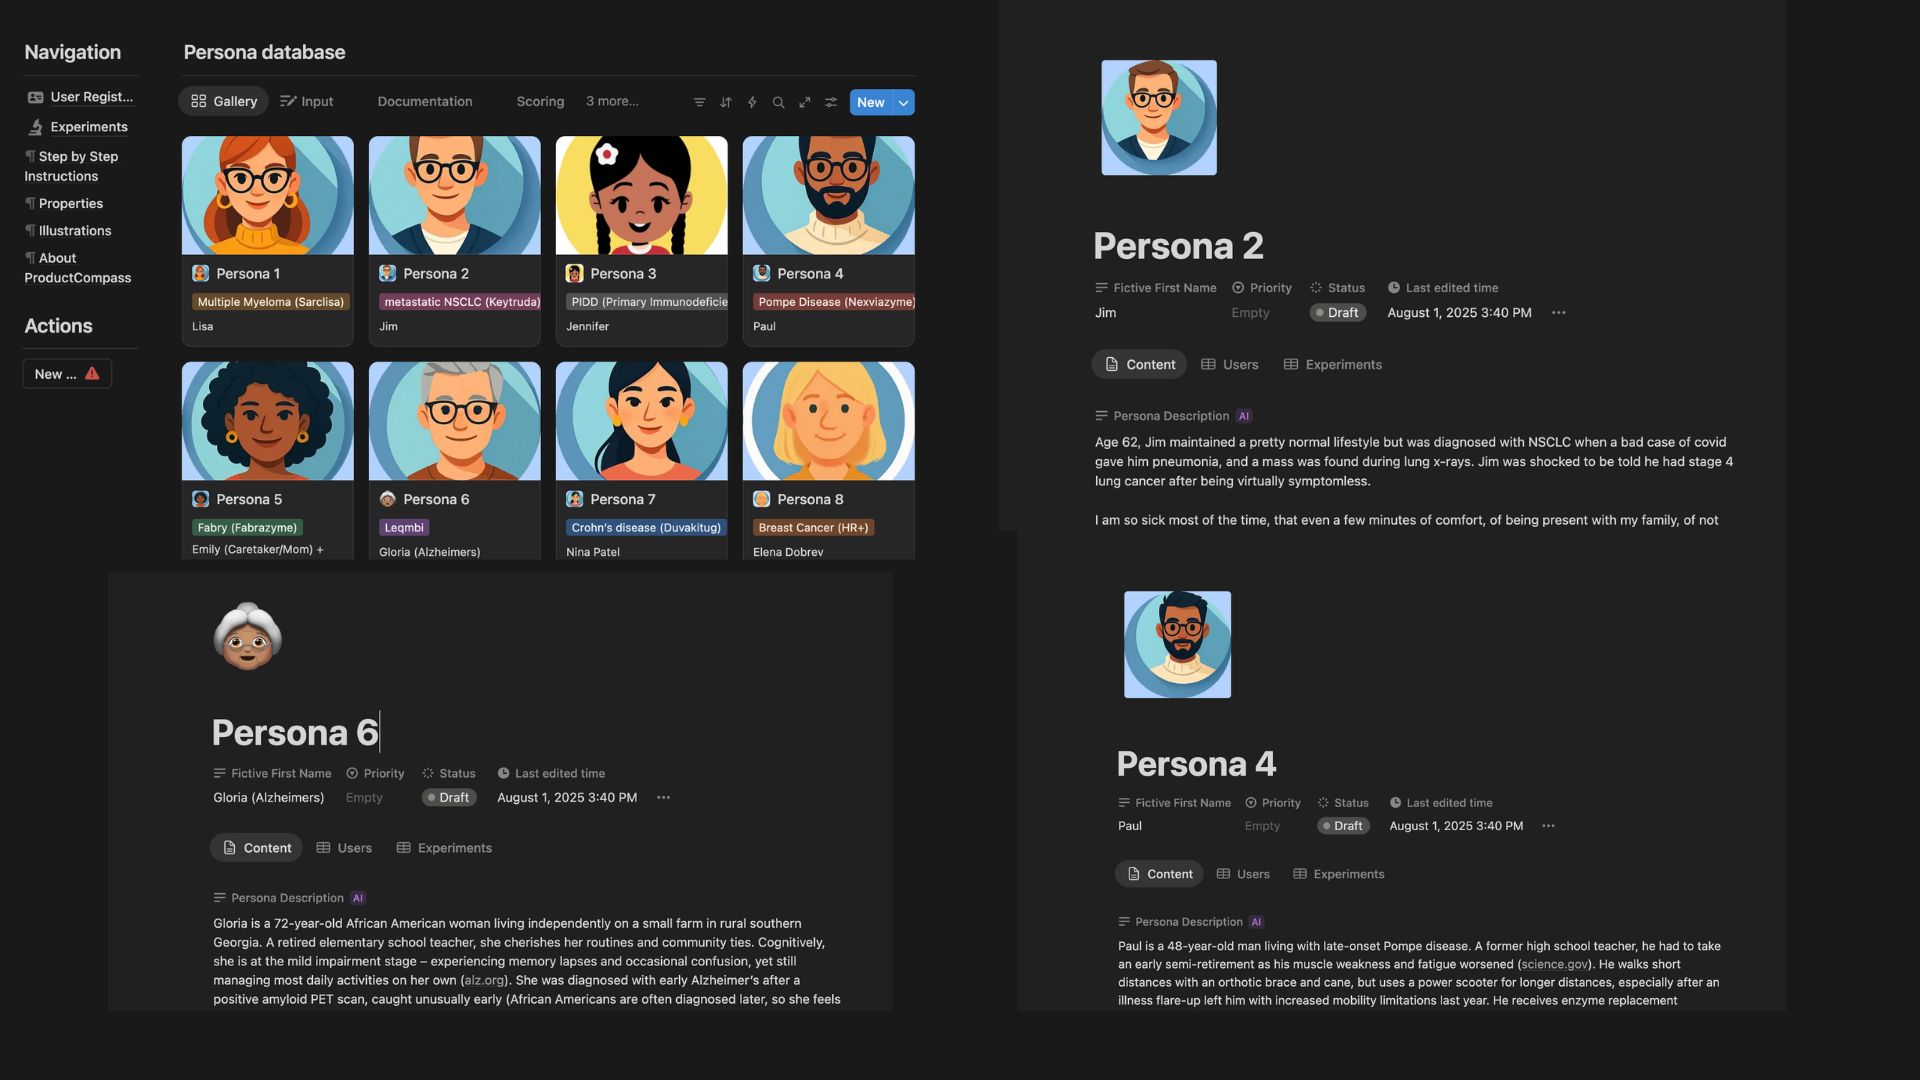 Navigation
User Regist...
Experiments
Step by Step
Instructions
Properties
Illustrations
About
ProductCompass
Actions
New ...
Persona database
Gallery Input Documentation Scoring 3 more... New
Persona 1
Multiple Myeloma (Sarclisa)
Lisa
Persona 2
metastatic NSCLC (Keytruda)
Jim
Persona 3
PIDD (Primary Immunodeficie
Jennifer
Persona 4
Pompe Disease (Nexviazyme)
Paul
Persona 5
Fabry (Fabrazyme)
Emily (Caretaker/Mom) +
Persona 6
Leqmbi
Gloria (Alzheimers)
Persona 7
Crohn's disease (Duvakitug)
Nina Patel
Persona 8
Breast Cancer (HR+)
Elena Dobrev
Persona 6
Fictive First Name Priority Status Last edited time
Gloria (Alzheimers) Empty Draft August 1, 2025 3:40 PM ...
Content Users Experiments
Persona Description AI
Gloria is a 72-year-old African American woman living independently on a small farm in rural southern
Georgia. A retired elementary school teacher, she cherishes her routines and community ties. Cognitively,
she is at the mild impairment stage – experiencing memory lapses and occasional confusion, yet still
managing most daily activities on her own (alz.org). She was diagnosed with early Alzheimer's after a
positive amyloid PET scan, caught unusually early (African Americans are often diagnosed later, so she feels
Persona 2
Fictive First Name Priority Status Last edited time
Jim Empty Draft August 1, 2025 3:40 PM ...
Content Users Experiments
Persona Description AI
Age 62, Jim maintained a pretty normal lifestyle but was diagnosed with NSCLC when a bad case of covid
gave him pneumonia, and a mass was found during lung x-rays. Jim was shocked to be told he had stage 4
lung cancer after being virtually symptomless.
I am so sick most of the time, that even a few minutes of comfort, of being present with my family, of not
Persona 4
Fictive First Name Priority Status Last edited time
Paul Empty Draft August 1, 2025 3:40 PM ...
Content Users Experiments
Persona Description AI
Paul is a 48-year-old man living with late-onset Pompe disease. A former high school teacher, he had to take
an early semi-retirement as his muscle weakness and fatigue worsened (science.gov). He walks short
distances with an orthotic brace and cane, but uses a power scooter for longer distances, especially after an
illness flare-up left him with increased mobility limitations last year. He receives enzyme replacement